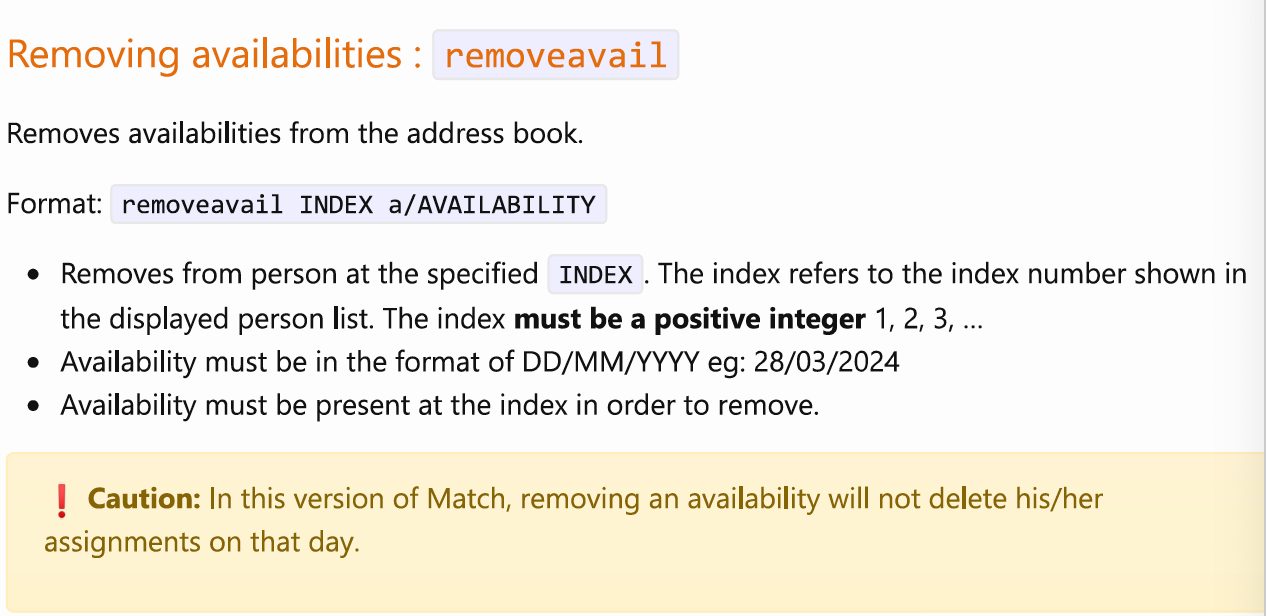 Removing availabilities : removeavail
Removes availabilities from the address book.
Format: removeavail INDEX a/AVAILABILITY
• Removes from person at the specified INDEX. The index refers to the index number shown in
the displayed person list. The index must be a positive integer 1, 2, 3, …
• Availability must be in the format of DD/MM/YYYY eg: 28/03/2024
• Availability must be present at the index in order to remove.
❗ Caution: In this version of Match, removing an availability will not delete his/her
assignments on that day.